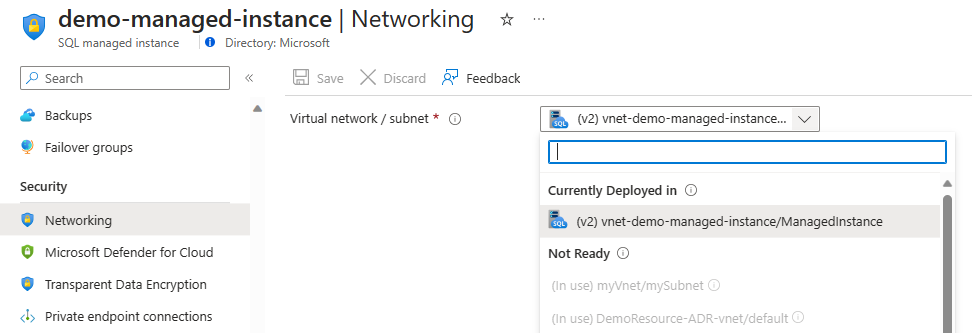 demo-managed-instance | Networking
SQL managed instance
Directory: Microsoft
Search
Save
Discard
Feedback
Backups
Failover groups
Security
Networking
Microsoft Defender for Cloud
Transparent Data Encryption
Private endpoint connections
Virtual network / subnet *
SQL (v2) vnet-demo-managed-instance...
Currently Deployed in
SQL (v2) vnet-demo-managed-instance/ManagedInstance
Not Ready
(In use) myVnet/mySubnet
(In use) DemoResource-ADR-vnet/default